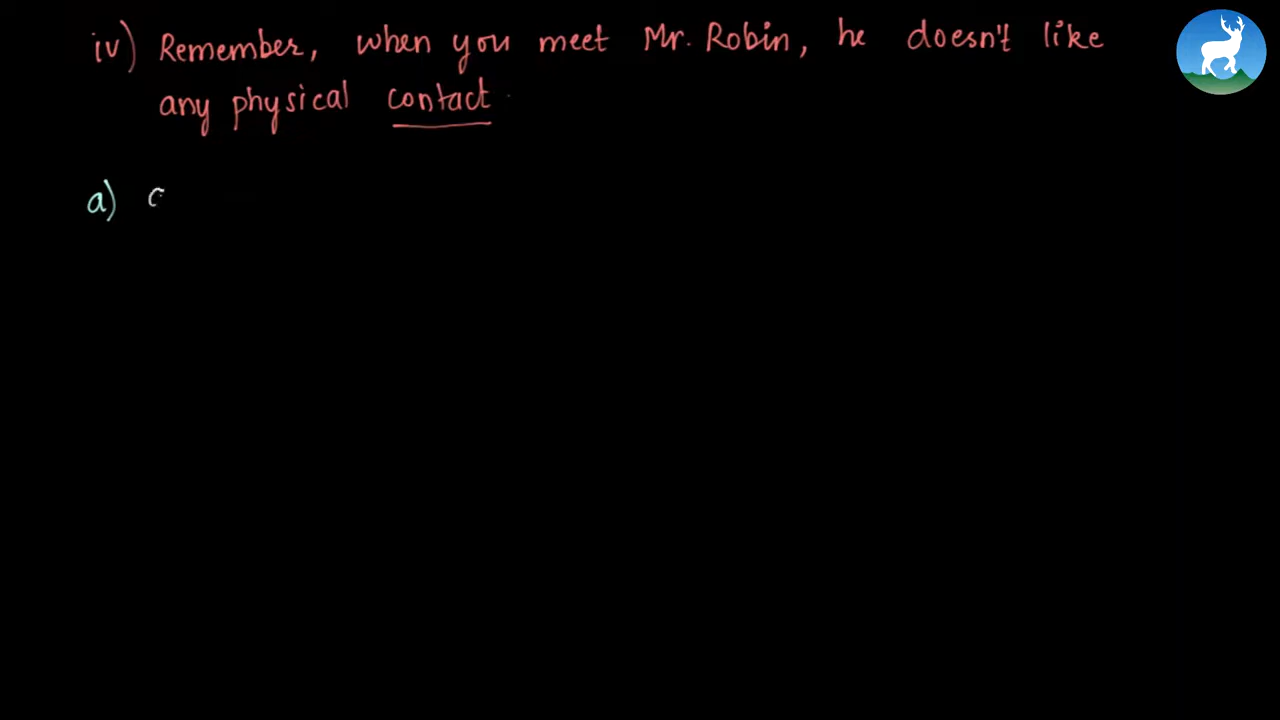 iv) Remember, when you meet Mr. Robin, he doesn't like
any physical contact.
a) c